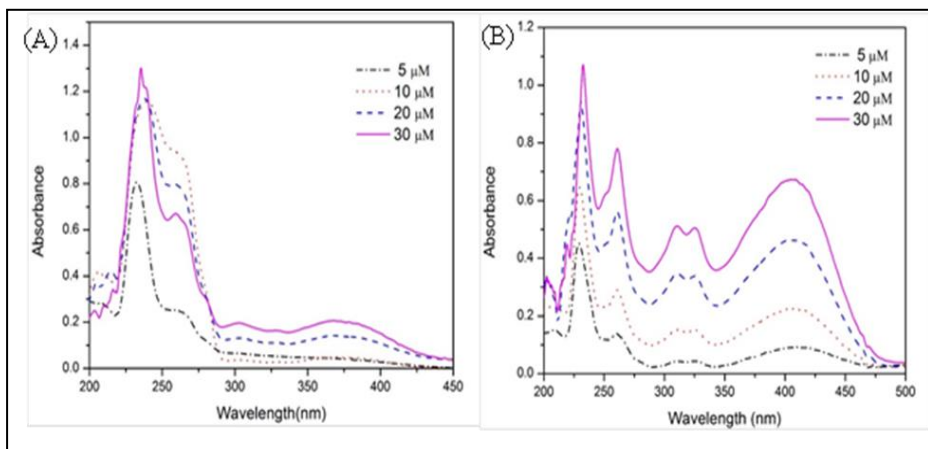 (A)
1.4
1.2
1.0
0.8
0.6
0.4
0.2
0.0
Absorbance
5 μM
10 μM
20 μM
30 μM
200 250 300 350 400 450
Wavelength(nm)
(B)
1.2
1.0
0.8
0.6
0.4
0.2
0.0
Absorbance
5 μM
10 μM
20 μM
30 μM
200 250 300 350 400 450 500
Wavelength (nm)